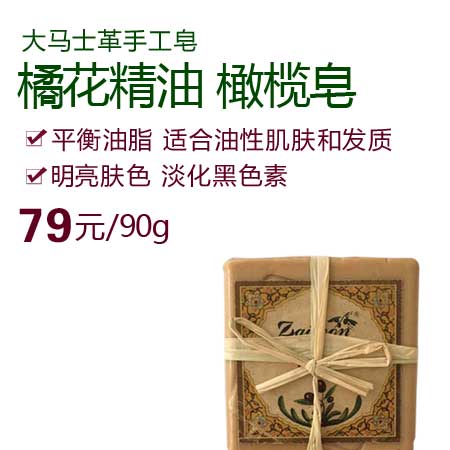 大马士革手工皂
橘花精油 橄榄皂
平衡油脂 适合油性肌肤和发质
明亮肤色 淡化黑色素
79元/90g